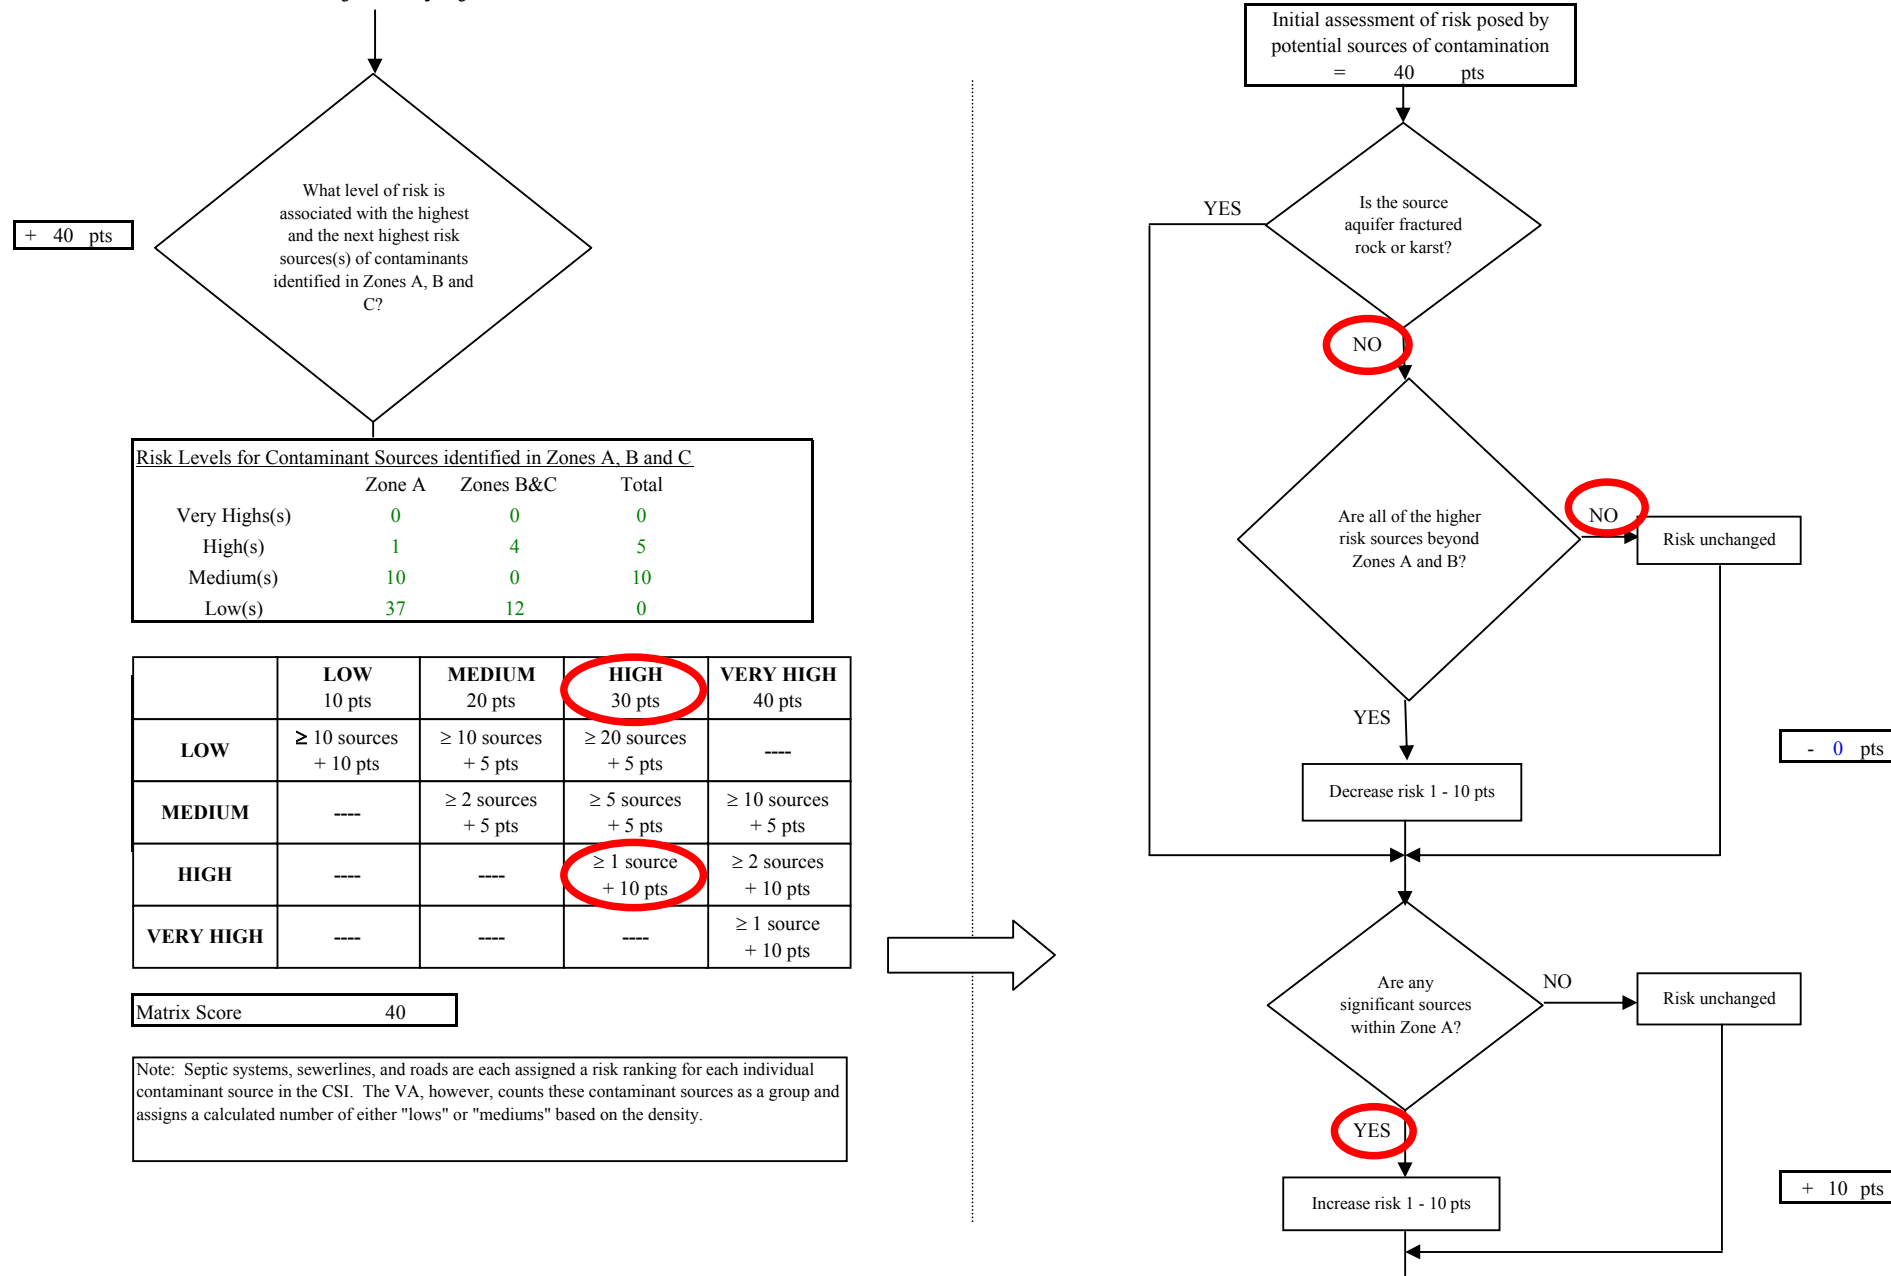 + 40 pts
What level of risk is
associated with the highest
and the next highest risk
sources(s) of contaminants
identified in Zones A, B and
C?
Risk Levels for Contaminant Sources identified in Zones A, B and C
Zone A Zones B&C Total
Very Highs(s) 0 0 0
High(s) 1 4 5
Medium(s) 10 0 10
Low(s) 37 12 0
LOW MEDIUM HIGH VERY HIGH
10 pts 20 pts 30 pts 40 pts
LOW ≥ 10 sources ≥ 10 sources ≥ 20 sources ----
+ 10 pts + 5 pts + 5 pts
MEDIUM ---- ≥ 2 sources ≥ 5 sources ≥ 10 sources
+ 5 pts + 5 pts + 5 pts
HIGH ---- ---- ≥ 1 source ≥ 2 sources
+ 10 pts + 10 pts
VERY HIGH ---- ---- ---- ≥ 1 source
+ 10 pts
Matrix Score 40
Note: Septic systems, sewerlines, and roads are each assigned a risk ranking for each individual
contaminant source in the CSI. The VA, however, counts these contaminant sources as a group and
assigns a calculated number of either "lows" or "mediums" based on the density.
Initial assessment of risk posed by
potential sources of contamination
= 40 pts
Is the source
aquifer fractured
rock or karst?
YES
NO
Are all of the higher
risk sources beyond
Zones A and B?
NO
Risk unchanged
YES
Decrease risk 1 - 10 pts
- 0 pts
Are any
significant sources
within Zone A?
NO
Risk unchanged
YES
Increase risk 1 - 10 pts
+ 10 pts